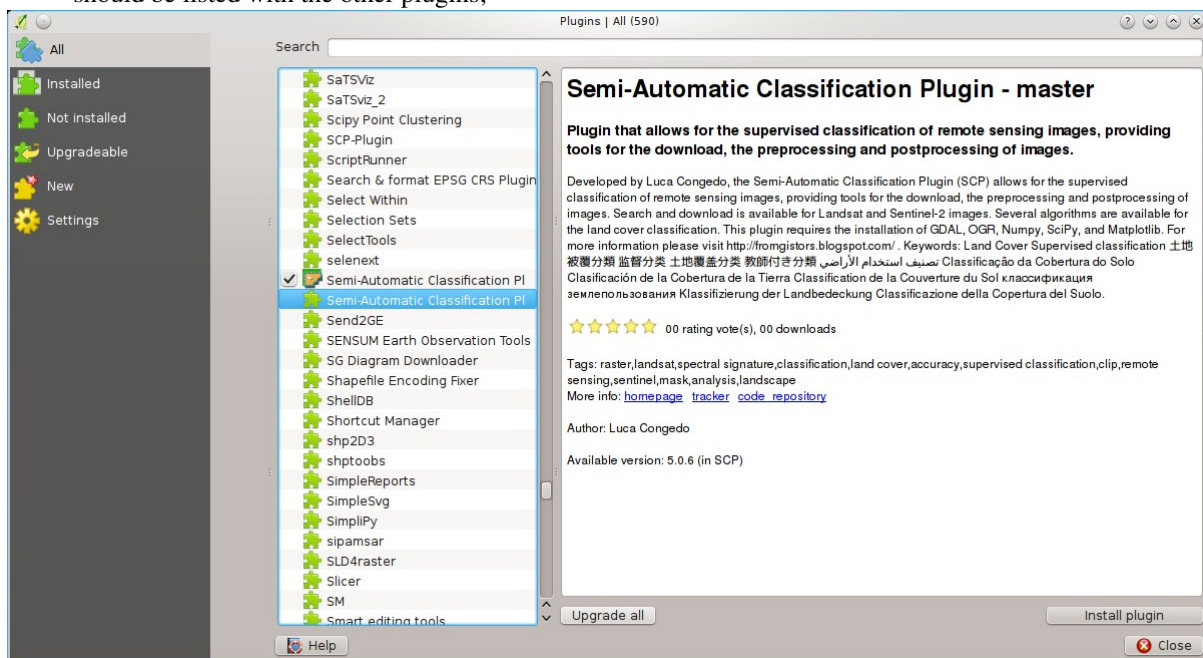 should be listed with the other plugins;
Plugins | All (590)
All
Installed
Not installed
Upgradeable
New
Settings
Search
SaTSViz
SaTSviz_2
Scipy Point Clustering
SCP-Plugin
ScriptRunner
Search & format EPSG CRS Plugin
Select Within
Selection Sets
SelectTools
selenext
Semi-Automatic Classification Pl
Semi-Automatic Classification Pl
Send2GE
SENSUM Earth Observation Tools
SG Diagram Downloader
Shapefile Encoding Fixer
ShellDB
Shortcut Manager
shp2D3
shptoobs
SimpleReports
SimpleSvg
SimpliPy
sipamsar
SLD4raster
Slicer
SM
Smart editing tools
Semi-Automatic Classification Plugin - master
Plugin that allows for the supervised classification of remote sensing images, providing
tools for the download, the preprocessing and postprocessing of images.
Developed by Luca Congedo, the Semi-Automatic Classification Plugin (SCP) allows for the supervised
classification of remote sensing images, providing tools for the download, the preprocessing and postprocessing of
images. Search and download is available for Landsat and Sentinel-2 images. Several algorithms are available for
the land cover classification. This plugin requires the installation of GDAL, OGR, Numpy, SciPy, and Matplotlib. For
more information please visit http://fromgistors.blogspot.com/ . Keywords: Land Cover Supervised classification 土地
被覆分類 监督分类 土地覆盖分类 教師付き分類 تصنيف استخدام الأراضي Classificação da Cobertura do Solo
Clasificación de la Cobertura de la Tierra Classification de la Couverture du Sol классификация
землепользования Klassifizierung der Landbedeckung Classificazione della Copertura del Suolo.
00 rating vote(s), 00 downloads
Tags: raster,landsat,spectral signature,classification,land cover,accuracy,supervised classification,clip,remote
sensing,sentinel,mask,analysis,landscape
More info: homepage tracker code_repository
Author: Luca Congedo
Available version: 5.0.6 (in SCP)
Upgrade all
Install plugin
Help
Close